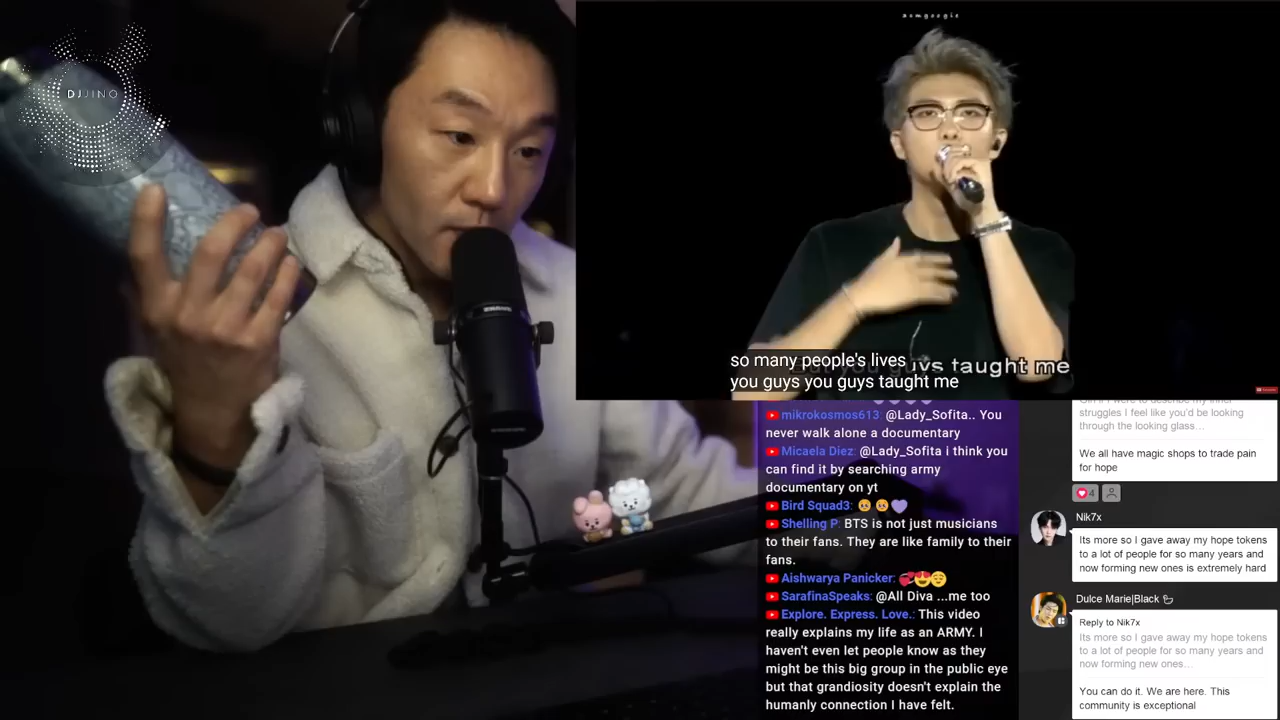 DJJINO
aomgoogie
so many people's lives
you guys you guys taught me
guys taught me
mikrokosmos613: @Lady_Sofita.. You
never walk alone a documentary
Micaela Diez: @Lady_Sofita i think you
can find it by searching army
documentary on yt
Bird Squad3: 🥺 🥺 💜
Shelling P: BTS is not just musicians
to their fans. They are like family to their
fans.
Aishwarya Panicker: 💞😍😌
SarafinaSpeaks: @All Diva ...me too
Explore. Express. Love.: This video
really explains my life as an ARMY. I
haven't even let people know as they
might be this big group in the public eye
but that grandiosity doesn't explain the
humanly connection I have felt.
struggles I feel like you'd be looking
through the looking glass...
We all have magic shops to trade pain
for hope
4
Nik7x
Its more so I gave away my hope tokens
to a lot of people for so many years and
now forming new ones is extremely hard
Dulce Marie|Black
Reply to Nik7x
Its more so I gave away my hope tokens
to a lot of people for so many years and
now forming new ones...
You can do it. We are here. This
community is exceptional